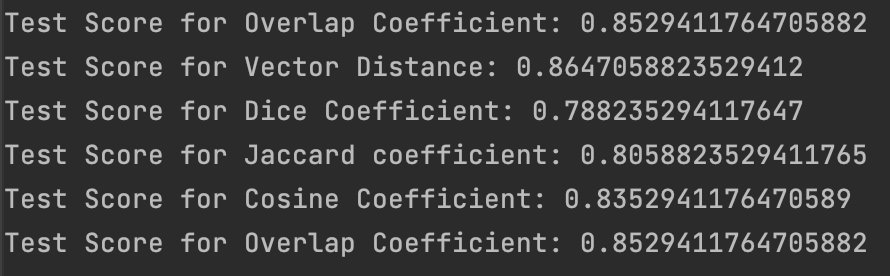 Test Score for Overlap Coefficient: 0.8529411764705882
Test Score for Vector Distance: 0.8647058823529412
Test Score for Dice Coefficient: 0.788235294117647
Test Score for Jaccard coefficient: 0.8058823529411765
Test Score for Cosine Coefficient: 0.8352941176470589
Test Score for Overlap Coefficient: 0.8529411764705882